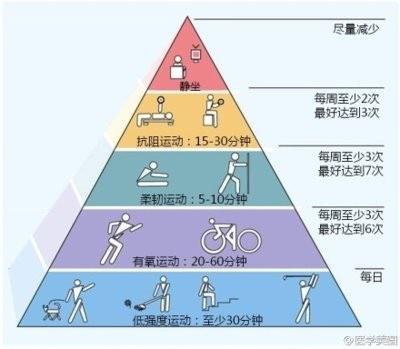 尽量减少
静坐
每周至少2次
最好达到3次
抗阻运动：15-30分钟
每周至少3次
最好达到7次
柔韧运动：5-10分钟
每周至少3次
最好达到6次
有氧运动：20-60分钟
每日
低强度运动：至少30分钟
@医学美图